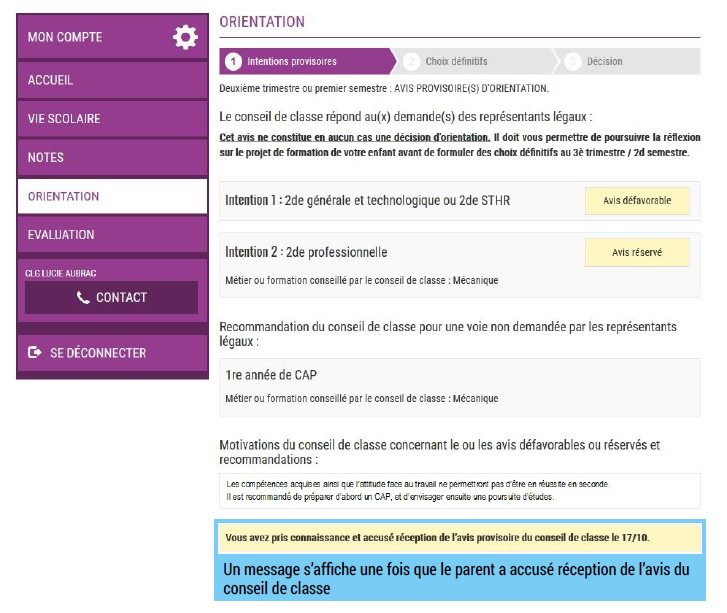 MON COMPTE
ACCUEIL
VIE SCOLAIRE
NOTES
ORIENTATION
EVALUATION
CLG LUCIE AUBRAC
CONTACT
SE DÉCONNECTER
ORIENTATION
1 Intentions provisoires
2 Choix définitifs
3 Décision
Deuxième trimestre ou premier semestre : AVIS PROVISOIRE(S) D'ORIENTATION.
Le conseil de classe répond au(x) demande(s) des représentants légaux :
Cet avis ne constitue en aucun cas une décision d'orientation. Il doit vous permettre de poursuivre la réflexion
sur le projet de formation de votre enfant avant de formuler des choix définitifs au 3è trimestre / 2d semestre.
Intention 1 : 2de générale et technologique ou 2de STHR
Avis défavorable
Intention 2 : 2de professionnelle
Avis réservé
Métier ou formation conseillé par le conseil de classe : Mécanique
Recommandation du conseil de classe pour une voie non demandée par les représentants
légaux :
1re année de CAP
Métier ou formation conseillé par le conseil de classe : Mécanique
Motivations du conseil de classe concernant le ou les avis défavorables ou réservés et
recommandations :
Les compétences acquises ainsi que l'attitude face au travail ne permettront pas d'être en réussite en seconde.
Il est recommandé de préparer d'abord un CAP, et d'envisager ensuite une poursuite d'études.
Vous avez pris connaissance et accusé réception de l'avis provisoire du conseil de classe le 17/10.
Un message s'affiche une fois que le parent a accusé réception de l'avis du
conseil de classe